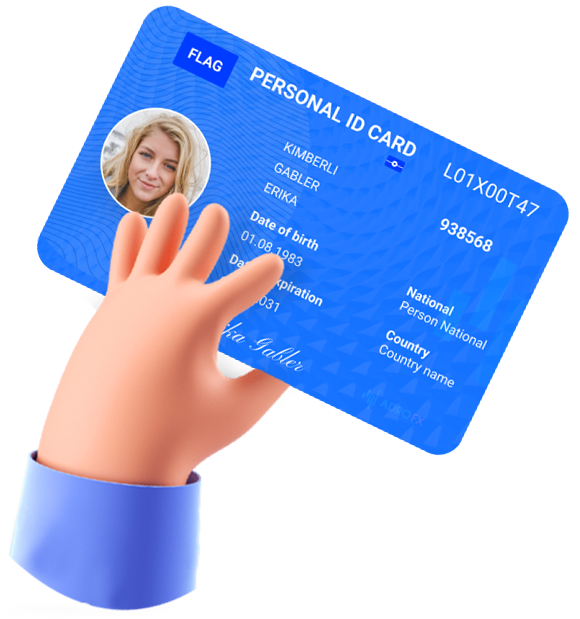 FLAG
PERSONAL ID CARD
L01X00T47
KIMBERLI
GABLER
ERIKA
938568
Date of birth
01.08.1983
National
Person National
Country
Country name
Gabler